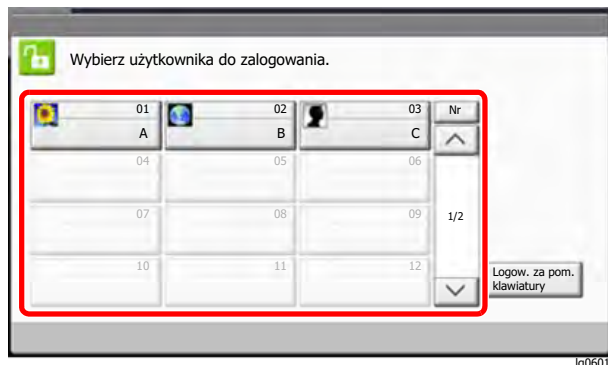 Wybierz użytkownika do zalogowania.
01 02 03 Nr
A B C
04 05 06
07 08 09 1/2
10 11 12
Logow. za pom.
klawiatury
lg0601